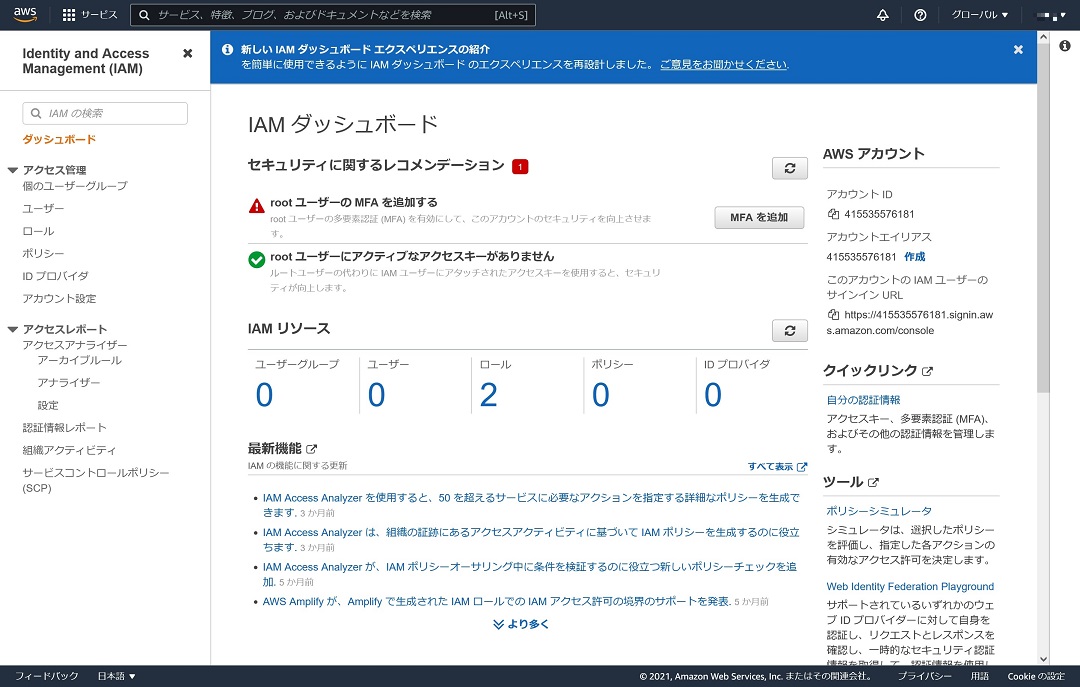 aws
サービス
サービス、特徴、ブログ、およびドキュメントなどを検索
[Alt+S]
グローバル ▼
Identity and Access
Management (IAM)
IAM の検索
ダッシュボード
アクセス管理
個のユーザーグループ
ユーザー
ロール
ポリシー
ID プロバイダ
アカウント設定
アクセスレポート
アクセスアナライザー
アーカイブルール
アナライザー
設定
認証情報レポート
組織アクティビティ
サービスコントロールポリシー
(SCP)
新しい IAM ダッシュボード エクスペリエンスの紹介
を簡単に使用できるように IAM ダッシュボード のエクスペリエンスを再設計しました。 ご意見をお聞かせください.
IAM ダッシュボード
セキュリティに関するレコメンデーション 1
root ユーザーの MFA を追加する
root ユーザーの多要素認証 (MFA) を有効にして、このアカウントのセキュリティを向上させま
す。
MFA を追加
root ユーザーにアクティブなアクセスキーがありません
ルートユーザーの代わりに IAM ユーザーにアタッチされたアクセスキーを使用すると、セキュリ
ティが向上します。
IAM リソース
ユーザーグループ
0
ユーザー
0
ロール
2
ポリシー
0
ID プロバイダ
0
最新機能
IAM の機能に関する更新
すべて表示
• IAM Access Analyzer を使用すると、50 を超えるサービスに必要なアクションを指定する詳細なポリシーを生成で
きます. 3 か月前
• IAM Access Analyzer は、組織の証跡にあるアクセスアクティビティに基づいて IAM ポリシーを生成するのに役立
ちます. 3 か月前
• IAM Access Analyzer が、IAM ポリシーオーサリング中に条件を検証するのに役立つ新しいポリシーチェックを追
加. 5 か月前
• AWS Amplify が、Amplify で生成された IAM ロールでの IAM アクセス許可の境界のサポートを発表. 5 か月前
より多く
AWS アカウント
アカウント ID
415535576181
アカウントエイリアス
415535576181 作成
このアカウントの IAM ユーザーの
サインイン URL
https://415535576181.signin.aw
s.amazon.com/console
クイックリンク
自分の認証情報
アクセスキー、多要素認証 (MFA)、
およびその他の認証情報を管理しま
す。
ツール
ポリシーシミュレータ
シミュレータは、選択したポリシー
を評価し、指定した各アクションの
有効なアクセス許可を決定します。
Web Identity Federation Playground
サポートされているいずれかのウェ
ブ ID プロバイダーに対して自身を
認証し、リクエストとレスポンスを
確認し、一時的なセキュリティ認証
情報を取得して、認証情報を使用し
フィードバック
日本語 ▼
© 2021, Amazon Web Services, Inc. またはその関連会社。
プライバシー
用語
Cookie の設定